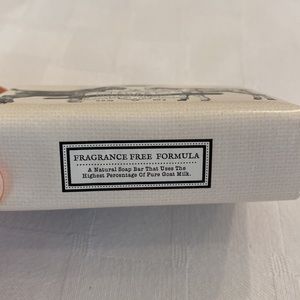 FRAGRANCE FREE FORMULA
A Natural Soap Bar That Uses The
Highest Percentage Of Pure Goat Milk.